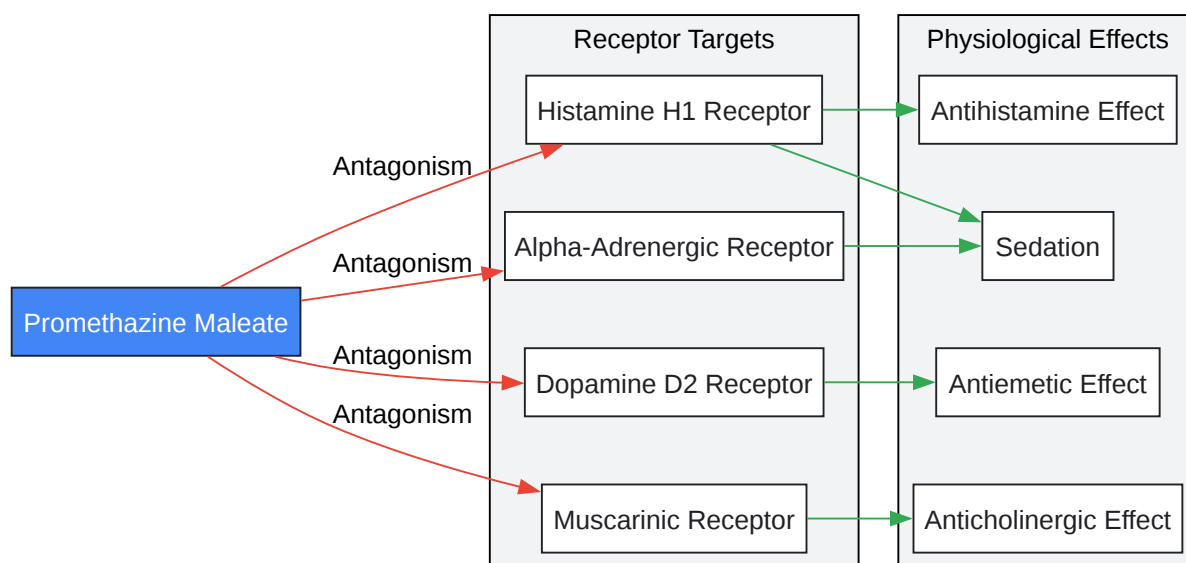 Receptor Targets
Physiological Effects
Histamine H1 Receptor
Antihistamine Effect
Antagonism
Alpha-Adrenergic Receptor
Sedation
Antagonism
Promethazine Maleate
Antagonism
Dopamine D2 Receptor
Antiemetic Effect
Antagonism
Muscarinic Receptor
Anticholinergic Effect